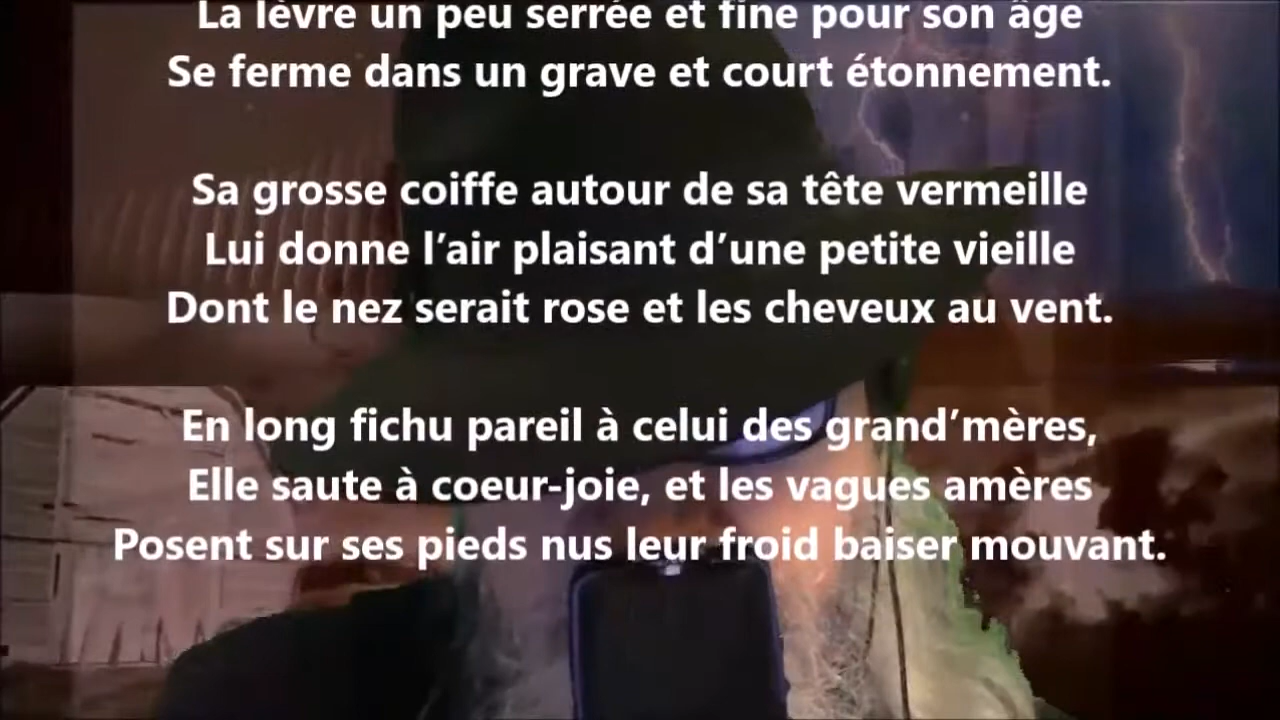 La lèvre un peu serrée et fine pour son âge
Se ferme dans un grave et court étonnement.
Sa grosse coiffe autour de sa tête vermeille
Lui donne l’air plaisant d’une petite vieille
Dont le nez serait rose et les cheveux au vent.
En long fichu pareil à celui des grand’mères,
Elle saute à coeur-joie, et les vagues amères
Posent sur ses pieds nus leur froid baiser mouvant.